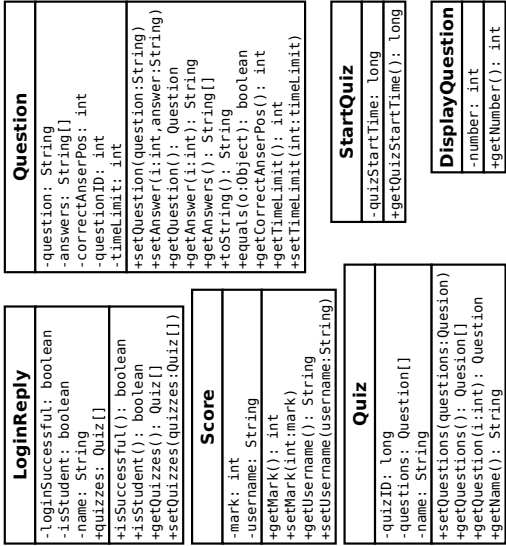 LoginReply
-loginSuccessful: boolean
-isStudent: boolean
-name: String
+quizzes: Quiz[]
+isSuccessful(): boolean
+isStudent(): boolean
+getQuizzes(): Quiz[]
+setQuizzes(quizzes:Quiz[])
Question
-question: String
-answers: String[]
-correctAnserPos: int
-questionID: int
-timeLimit: int
+setQuestion(question:String)
+setAnswer(i:int,answer:String)
+getQuestion(): Question
+getAnswer(i:int): String
+getAnswers(): String[]
+toString(): String
+equals(o:Object): boolean
+getCorrectAnserPos(): int
+getTimeLimit(): int
+setTimeLimit(int:timeLimit)
Score
-mark: int
-username: String
+getMark(): int
+setMark(int:mark)
+getUsername(): String
+setUsername(username:String)
Quiz
-quizID: long
-questions: Question[]
-name: String
+setQuestions(questions:Quesion)
+getQuestions(): Quesion[]
+getQuestion(i:int): Question
+getName(): String
StartQuiz
-quizStartTime: long
+getQuizStartTime(): long
DisplayQuestion
-number: int
+getNumber(): int